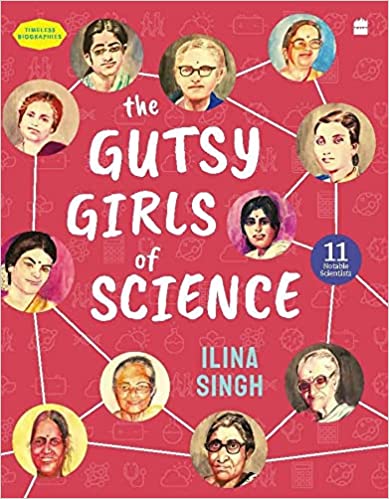 TIMELESS
BIOGRAPHIES
the
GUTSY
GIRLS
of
SCIENCE
11
Notable
Scientists
ILINA
SINGH